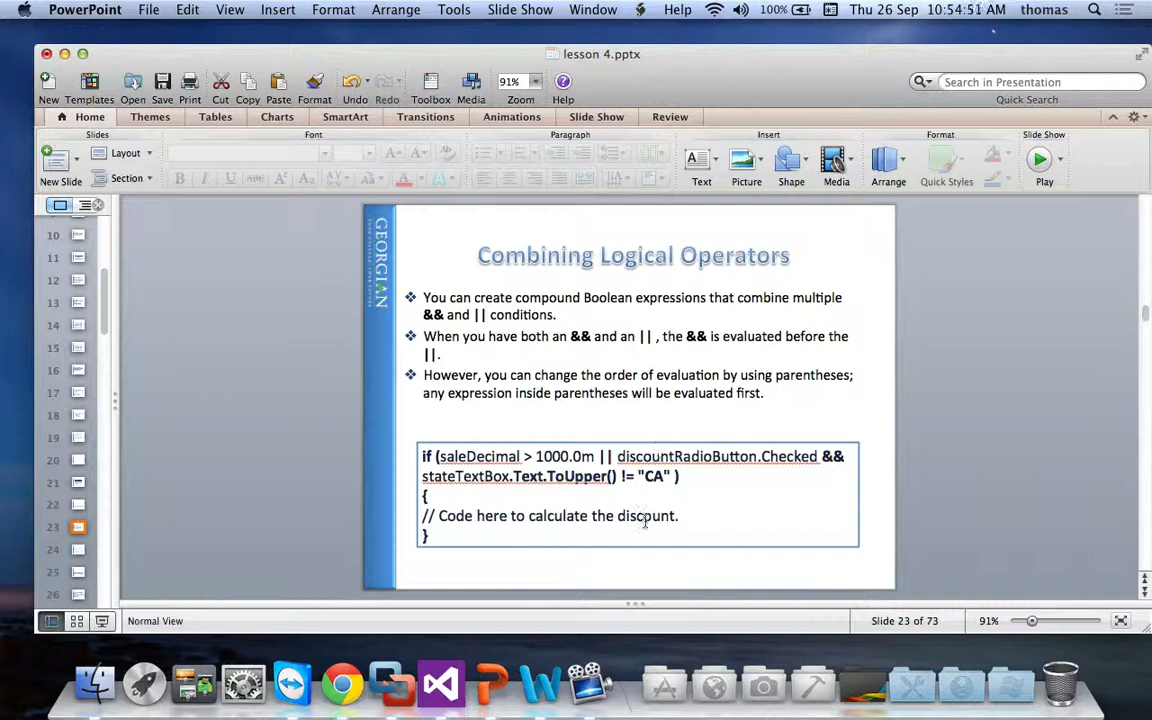 PowerPoint File Edit View Insert Format Arrange Tools Slide Show Window Help 100% Thu 26 Sep 10:54:51 AM thomas
lesson 4.pptx
New Templates Open Save Print Cut Copy Paste Format Undo Redo Toolbox Media 91% Zoom Help
Search in Presentation
Quick Search
Home Themes Tables Charts SmartArt Transitions Animations Slide Show Review
Slides Font Paragraph Insert Format Slide Show
New Slide Layout Section
Text Picture Shape Media Arrange Quick Styles Play
10
11
12
13
14
15
16
17
18
19
20
21
22
23
24
25
26
GEORGIAN
Combining Logical Operators
You can create compound Boolean expressions that combine multiple
&& and || conditions.
When you have both an && and an || , the && is evaluated before the
||.
However, you can change the order of evaluation by using parentheses;
any expression inside parentheses will be evaluated first.
if (saleDecimal > 1000.0m || discountRadioButton.Checked &&
stateTextBox.Text.ToUpper() != "CA" )
{
// Code here to calculate the discount.
}
Normal View
Slide 23 of 73
91%